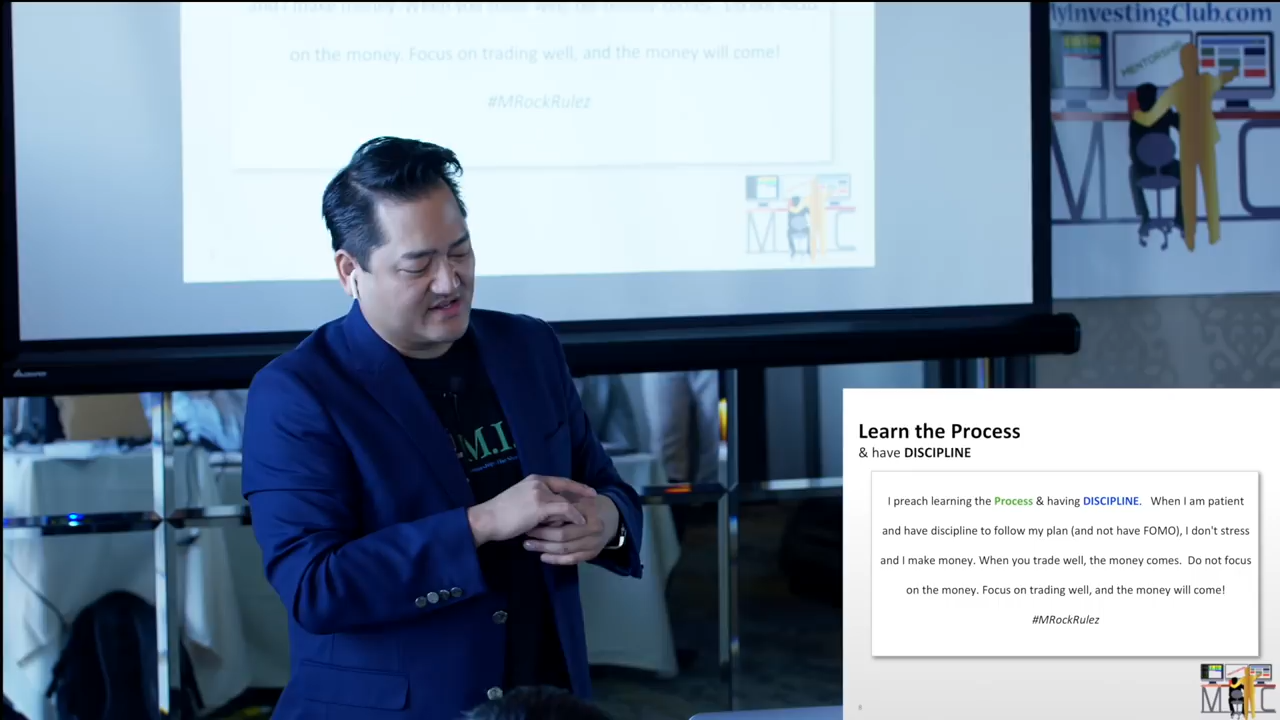 on the money. Focus on trading well, and the money will come!
#MRockRulez
MyInvestingClub.com
MENTORSHIP
M C
M.I.
Learn the Process
& have DISCIPLINE
I preach learning the Process & having DISCIPLINE. When I am patient
and have discipline to follow my plan (and not have FOMO), I don't stress
and I make money. When you trade well, the money comes. Do not focus
on the money. Focus on trading well, and the money will come!
#MRockRulez
M C